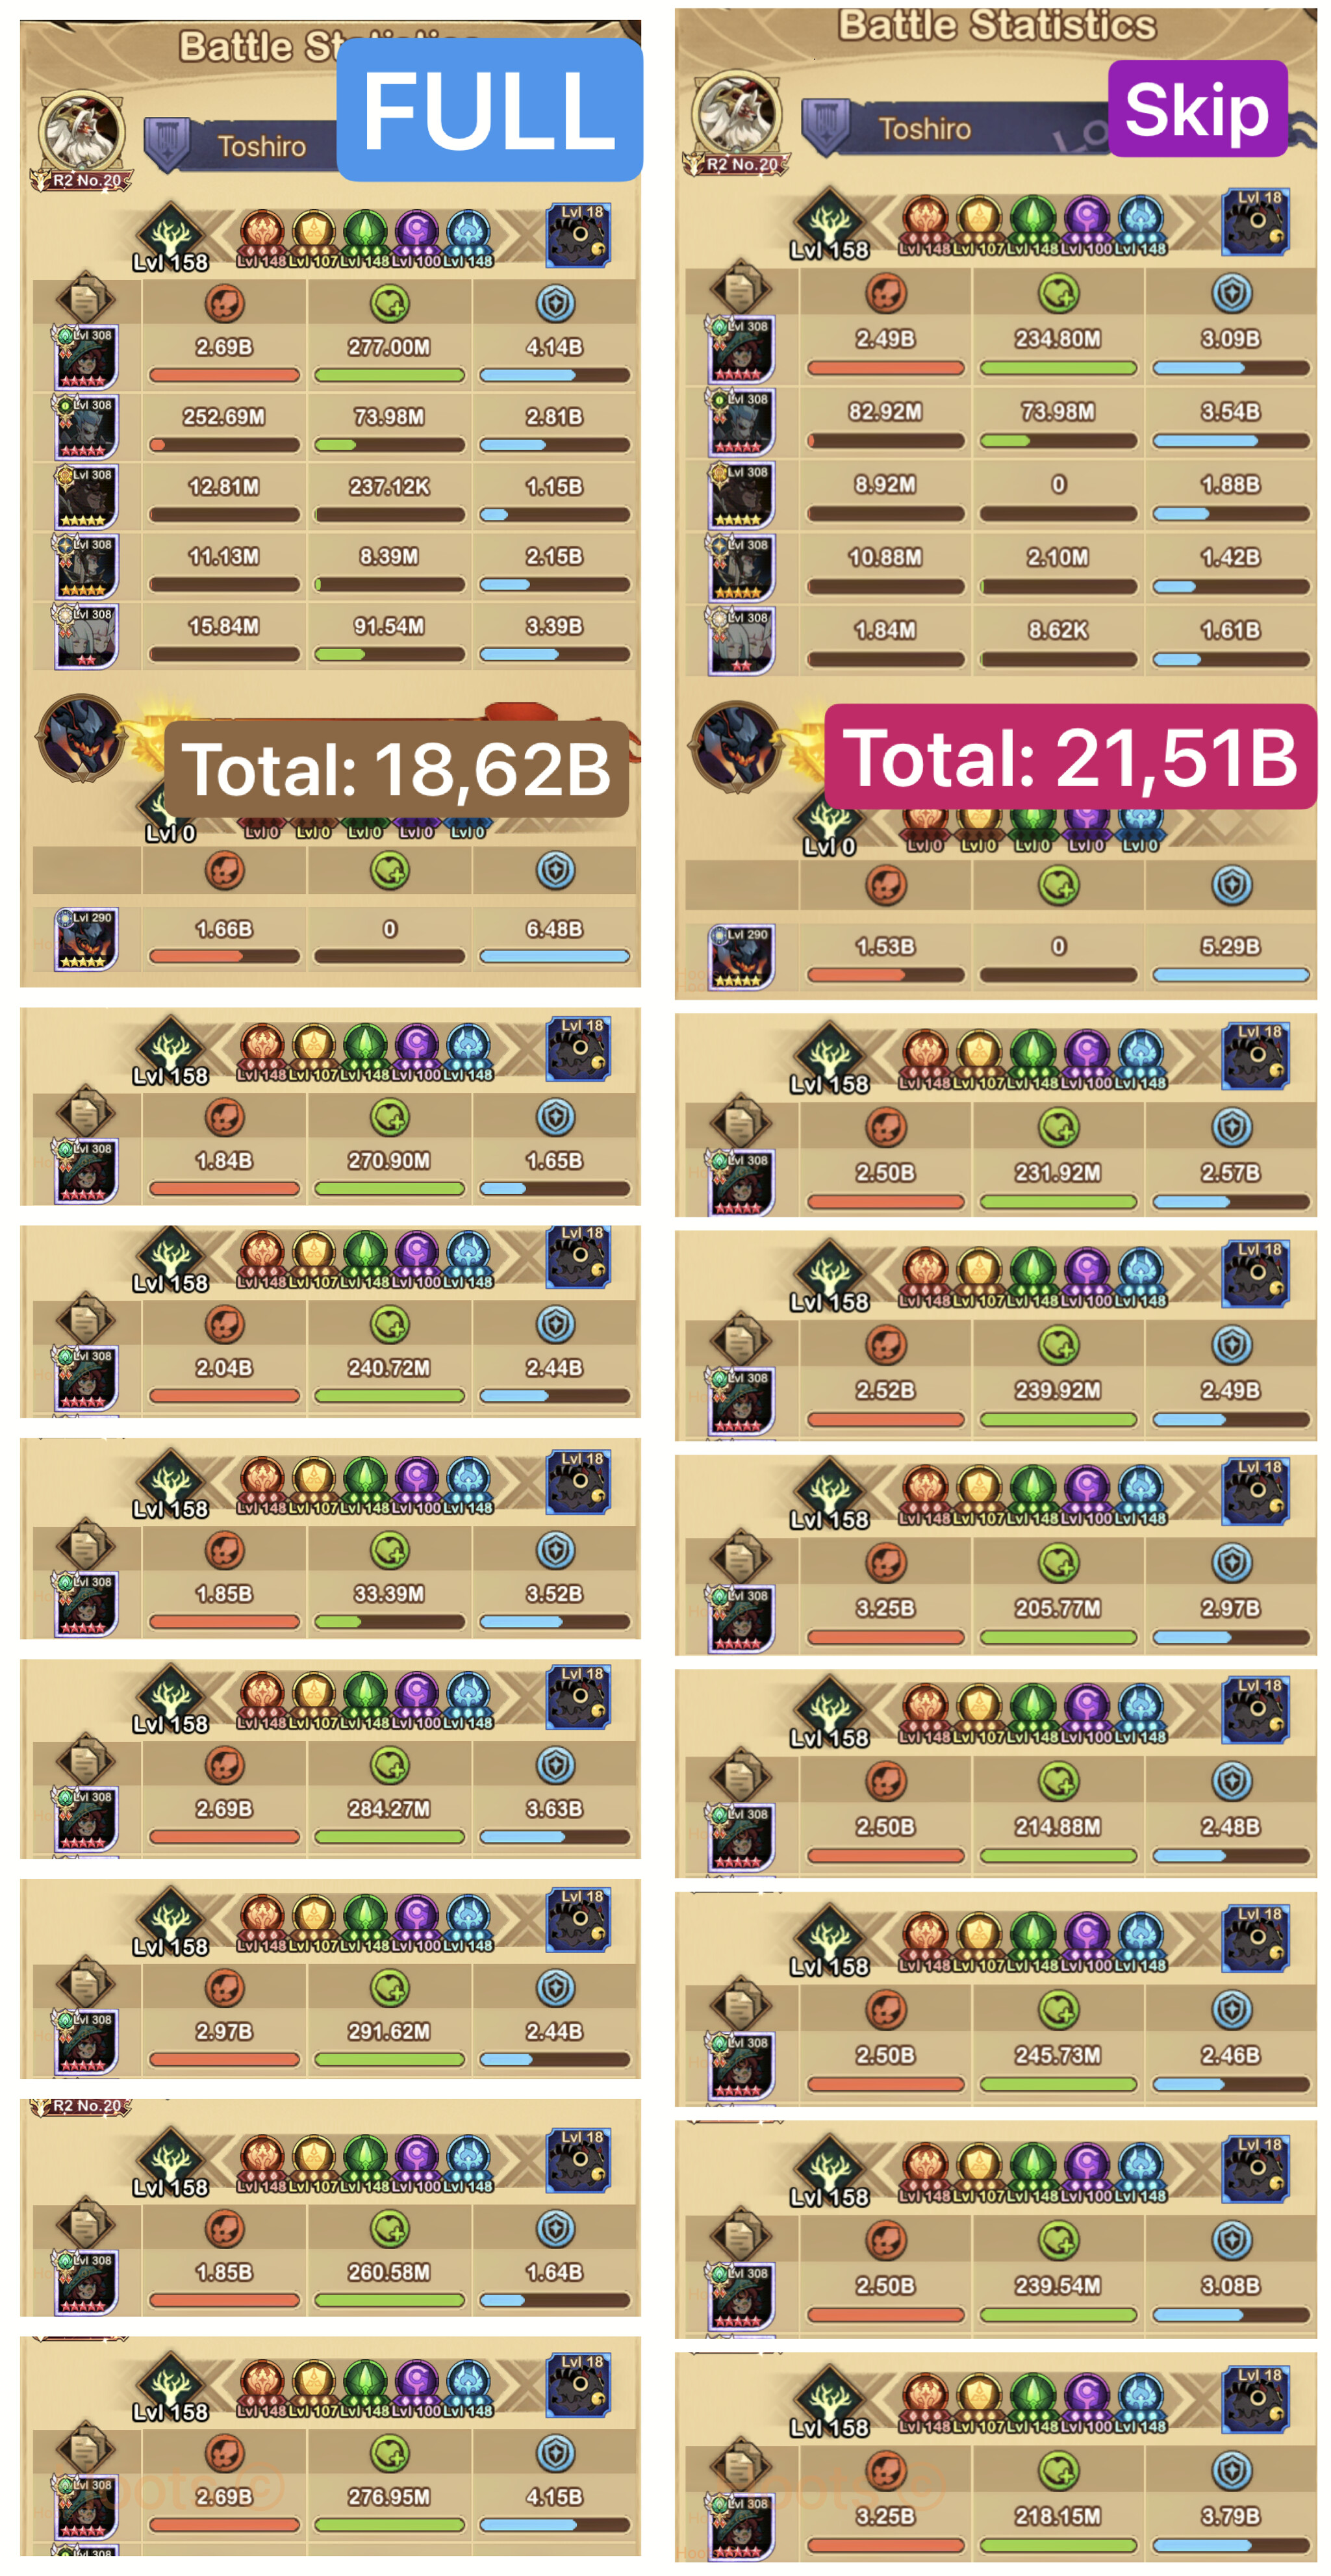 Battle St
FULL
Toshiro
R2 No.20
Lvl 18
Lvl 158
Lvl 148 Lvl 107 Lvl 148 Lvl 100 Lvl 148
Lvl 308
2.69B 277.00M 4.14B
Lvl 308
252.69M 73.98M 2.81B
Lvl 308
12.81M 237.12K 1.15B
Lvl 308
11.13M 8.39M 2.15B
Lvl 308
15.84M 91.54M 3.39B
Total: 18,62B
Lvl 0
Lvl 0 Lvl 0 Lvl 0 Lvl 0 Lvl 0
Lvl 290
1.66B 0 6.48B
Lvl 18
Lvl 158
Lvl 148 Lvl 107 Lvl 148 Lvl 100 Lvl 148
Lvl 308
1.84B 270.90M 1.65B
Lvl 18
Lvl 158
Lvl 148 Lvl 107 Lvl 148 Lvl 100 Lvl 148
Lvl 308
2.04B 240.72M 2.44B
Lvl 18
Lvl 158
Lvl 148 Lvl 107 Lvl 148 Lvl 100 Lvl 148
Lvl 308
1.85B 33.39M 3.52B
Lvl 18
Lvl 158
Lvl 148 Lvl 107 Lvl 148 Lvl 100 Lvl 148
Lvl 308
2.69B 284.27M 3.63B
Lvl 18
Lvl 158
Lvl 148 Lvl 107 Lvl 148 Lvl 100 Lvl 148
Lvl 308
2.97B 291.62M 2.44B
R2 No.20
Lvl 18
Lvl 158
Lvl 148 Lvl 107 Lvl 148 Lvl 100 Lvl 148
Lvl 308
1.85B 260.58M 1.64B
Lvl 18
Lvl 158
Lvl 148 Lvl 107 Lvl 148 Lvl 100 Lvl 148
Lvl 308
2.69B 276.95M 4.15B
Lvl 308
Battle Statistics
Skip
Toshiro
LO
R2 No.20
Lvl 18
Lvl 158
Lvl 148 Lvl 107 Lvl 148 Lvl 100 Lvl 148
Lvl 308
2.49B 234.80M 3.09B
Lvl 308
82.92M 73.98M 3.54B
Lvl 308
8.92M 0 1.88B
Lvl 308
10.88M 2.10M 1.42B
Lvl 308
1.84M 8.62K 1.61B
Total: 21,51B
Lvl 0
Lvl 0 Lvl 0 Lvl 0 Lvl 0 Lvl 0
Lvl 290
1.53B 0 5.29B
Lvl 18
Lvl 158
Lvl 148 Lvl 107 Lvl 148 Lvl 100 Lvl 148
Lvl 308
2.50B 231.92M 2.57B
Lvl 18
Lvl 158
Lvl 148 Lvl 107 Lvl 148 Lvl 100 Lvl 148
Lvl 308
2.52B 239.92M 2.49B
Lvl 18
Lvl 158
Lvl 148 Lvl 107 Lvl 148 Lvl 100 Lvl 148
Lvl 308
3.25B 205.77M 2.97B
Lvl 18
Lvl 158
Lvl 148 Lvl 107 Lvl 148 Lvl 100 Lvl 148
Lvl 308
2.50B 214.88M 2.48B
Lvl 18
Lvl 158
Lvl 148 Lvl 107 Lvl 148 Lvl 100 Lvl 148
Lvl 308
2.50B 245.73M 2.46B
Lvl 18
Lvl 158
Lvl 148 Lvl 107 Lvl 148 Lvl 100 Lvl 148
Lvl 308
2.50B 239.54M 3.08B
Lvl 18
Lvl 158
Lvl 148 Lvl 107 Lvl 148 Lvl 100 Lvl 148
Lvl 308
3.25B 218.15M 3.79B